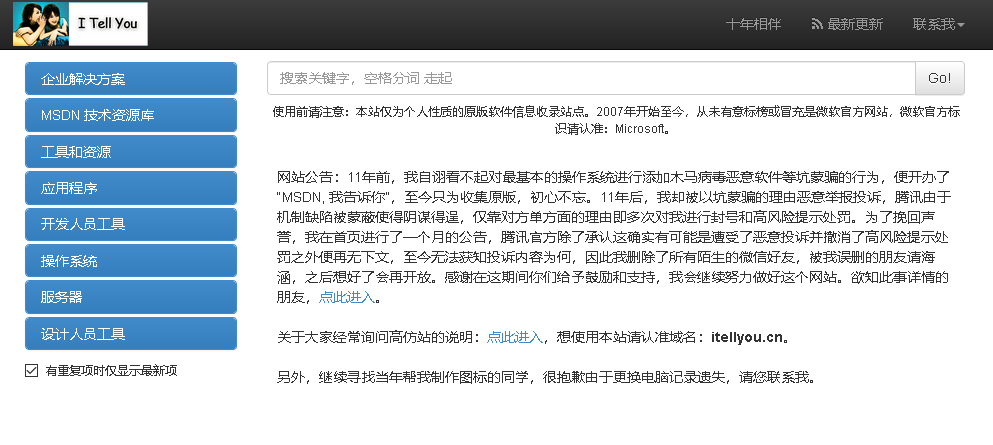 I Tell You
十年相伴
最新更新
联系我
企业解决方案
MSDN 技术资源库
工具和资源
应用程序
开发人员工具
操作系统
服务器
设计人员工具
有重复项时仅显示最新项
搜索关键字，空格分词 走起
Go!
使用前请注意：本站仅为个人性质的原版软件信息收录站点。2007年开始至今，从未有意标榜或冒充是微软官方网站，微软官方标
识请认准：Microsoft。
网站公告：11年前，我自诩看不起对最基本的操作系统进行添加木马病毒恶意软件等坑蒙骗的行为，便开办了
"MSDN, 我告诉你"，至今只为收集原版，初心不忘。11年后，我却被以坑蒙骗的理由恶意举报投诉，腾讯由于
机制缺陷被蒙蔽使得阴谋得逞，仅靠对方单方面的理由即多次对我进行封号和高风险提示处罚。为了挽回声
誉，我在首页进行了一个月的公告，腾讯官方除了承认这确实有可能是遭受了恶意投诉并撤消了高风险提示处
罚之外便再无下文，至今无法获知投诉内容为何，因此我删除了所有陌生的微信好友，被我误删的朋友请海
涵，之后想好了会再开放。感谢在这期间你们给予鼓励和支持，我会继续努力做好这个网站。欲知此事详情的
朋友，点此进入。
关于大家经常询问高仿站的说明：点此进入，想使用本站请认准域名：itellyou.cn。
另外，继续寻找当年帮我制作图标的同学，很抱歉由于更换电脑记录遗失，请您联系我。